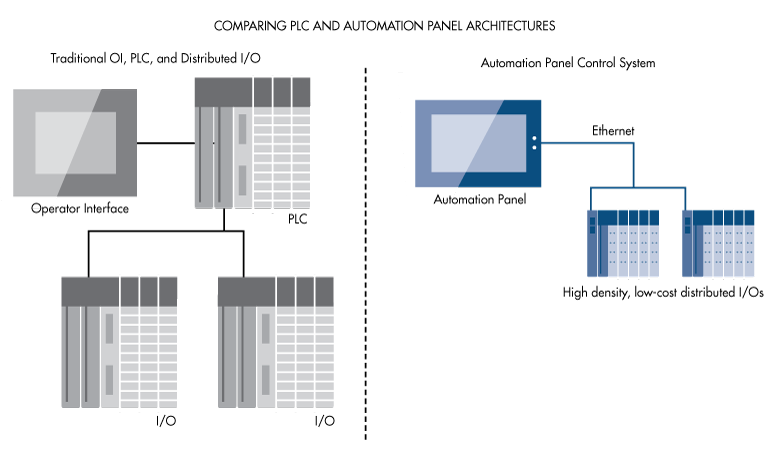 COMPARING PLC AND AUTOMATION PANEL ARCHITECTURES
Traditional OI, PLC, and Distributed I/O
Operator Interface
PLC
I/O
I/O
Automation Panel Control System
Ethernet
Automation Panel
High density, low-cost distributed I/Os